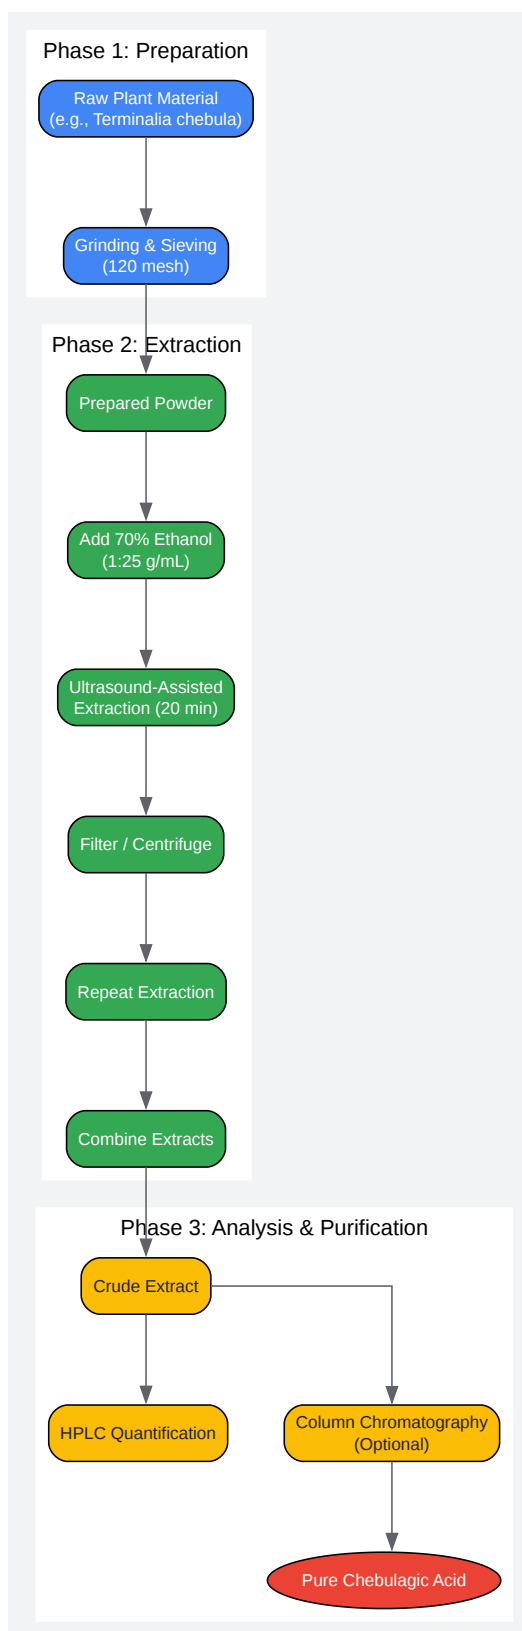 Phase 1: Preparation
Raw Plant Material
(e.g., Terminalia chebula)
Grinding & Sieving
(120 mesh)
Phase 2: Extraction
Prepared Powder
Add 70% Ethanol
(1:25 g/mL)
Ultrasound-Assisted
Extraction (20 min)
Filter / Centrifuge
Repeat Extraction
Combine Extracts
Phase 3: Analysis & Purification
Crude Extract
HPLC Quantification
Column Chromatography
(Optional)
Pure Chebulagic Acid